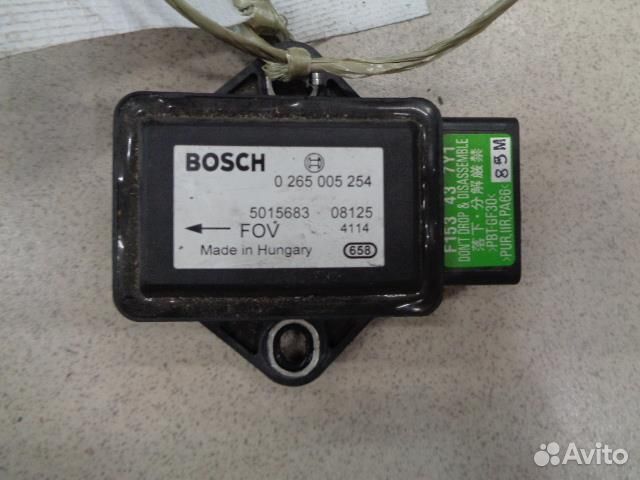 BOSCH
0 265 005 254
5015683 08125
FOV 4114
Made in Hungary 658
F153 43 7Y1
DON'T DROP & DISASSEMBLE
落下・分解厳禁
>PBT-GF30<
>PUR,IIR,PA66<
85M
Avito